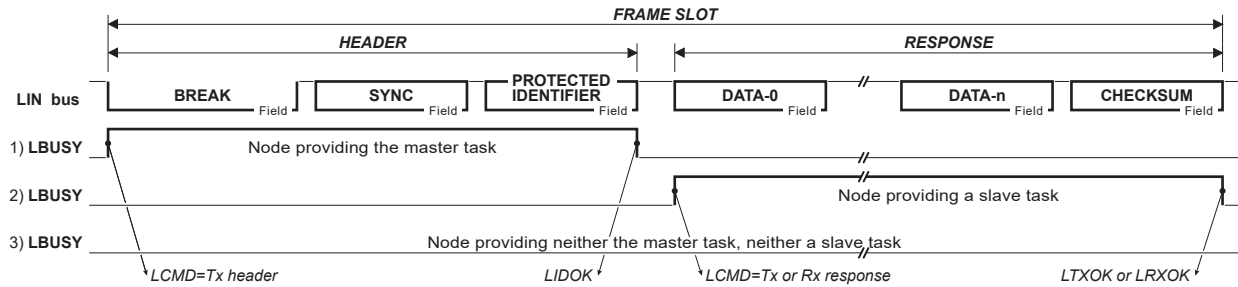 FRAME SLOT
HEADER
RESPONSE
LIN bus
BREAK
Field
SYNC
Field
PROTECTED
IDENTIFIER
Field
DATA-0
Field
DATA-n
Field
CHECKSUM
Field
1) LBUSY
Node providing the master task
2) LBUSY
Node providing a slave task
3) LBUSY
Node providing neither the master task, neither a slave task
LCMD=Tx header
LIDOK
LCMD=Tx or Rx response
LTXOK or LRXOK